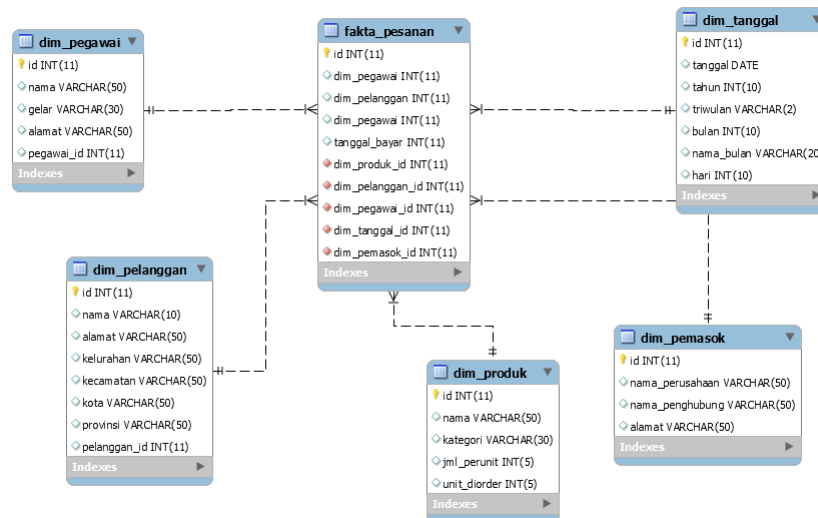 dim_pegawai
id INT(11)
nama VARCHAR(50)
gelar VARCHAR(30)
alamat VARCHAR(50)
pegawai_id INT(11)
Indexes
fakta_pesanan
id INT(11)
dim_pegawai INT(11)
dim_pelanggan INT(11)
dim_pegawai INT(11)
tanggal_bayar INT(11)
dim_produk_id INT(11)
dim_pelanggan_id INT(11)
dim_pegawai_id INT(11)
dim_tanggal_id INT(11)
dim_pemasok_id INT(11)
Indexes
dim_tanggal
id INT(11)
tanggal DATE
tahun INT(10)
triwulan VARCHAR(2)
bulan INT(10)
nama_bulan VARCHAR(20
hari INT(10)
Indexes
dim_pelanggan
id INT(11)
nama VARCHAR(10)
alamat VARCHAR(50)
kelurahan VARCHAR(50)
kecamatan VARCHAR(50)
kota VARCHAR(50)
provinsi VARCHAR(50)
pelanggan_id INT(11)
Indexes
dim_produk
id INT(11)
nama VARCHAR(50)
kategori VARCHAR(30)
jml_perunit INT(5)
unit_diorder INT(5)
Indexes
dim_pemasok
id INT(11)
nama_perusahaan VARCHAR(50)
nama_penghubung VARCHAR(50)
alamat VARCHAR(50)
Indexes